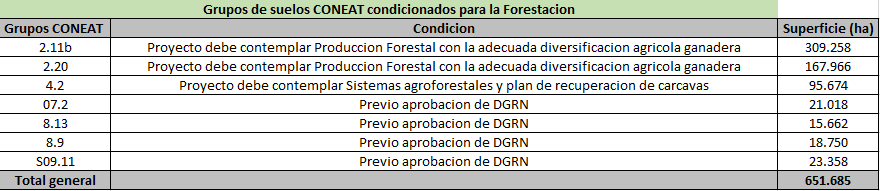 Grupos de suelos CONEAT condicionados para la Forestacion
Grupos CONEAT Condicion Superficie (ha)
2.11b Proyecto debe contemplar Produccion Forestal con la adecuada diversificacion agricola ganadera 309.258
2.20 Proyecto debe contemplar Produccion Forestal con la adecuada diversificacion agricola ganadera 167.966
4.2 Proyecto debe contemplar Sistemas agroforestales y plan de recuperacion de carcavas 95.674
07.2 Previo aprobacion de DGRN 21.018
8.13 Previo aprobacion de DGRN 15.662
8.9 Previo aprobacion de DGRN 18.750
S09.11 Previo aprobacion de DGRN 23.358
Total general 651.685